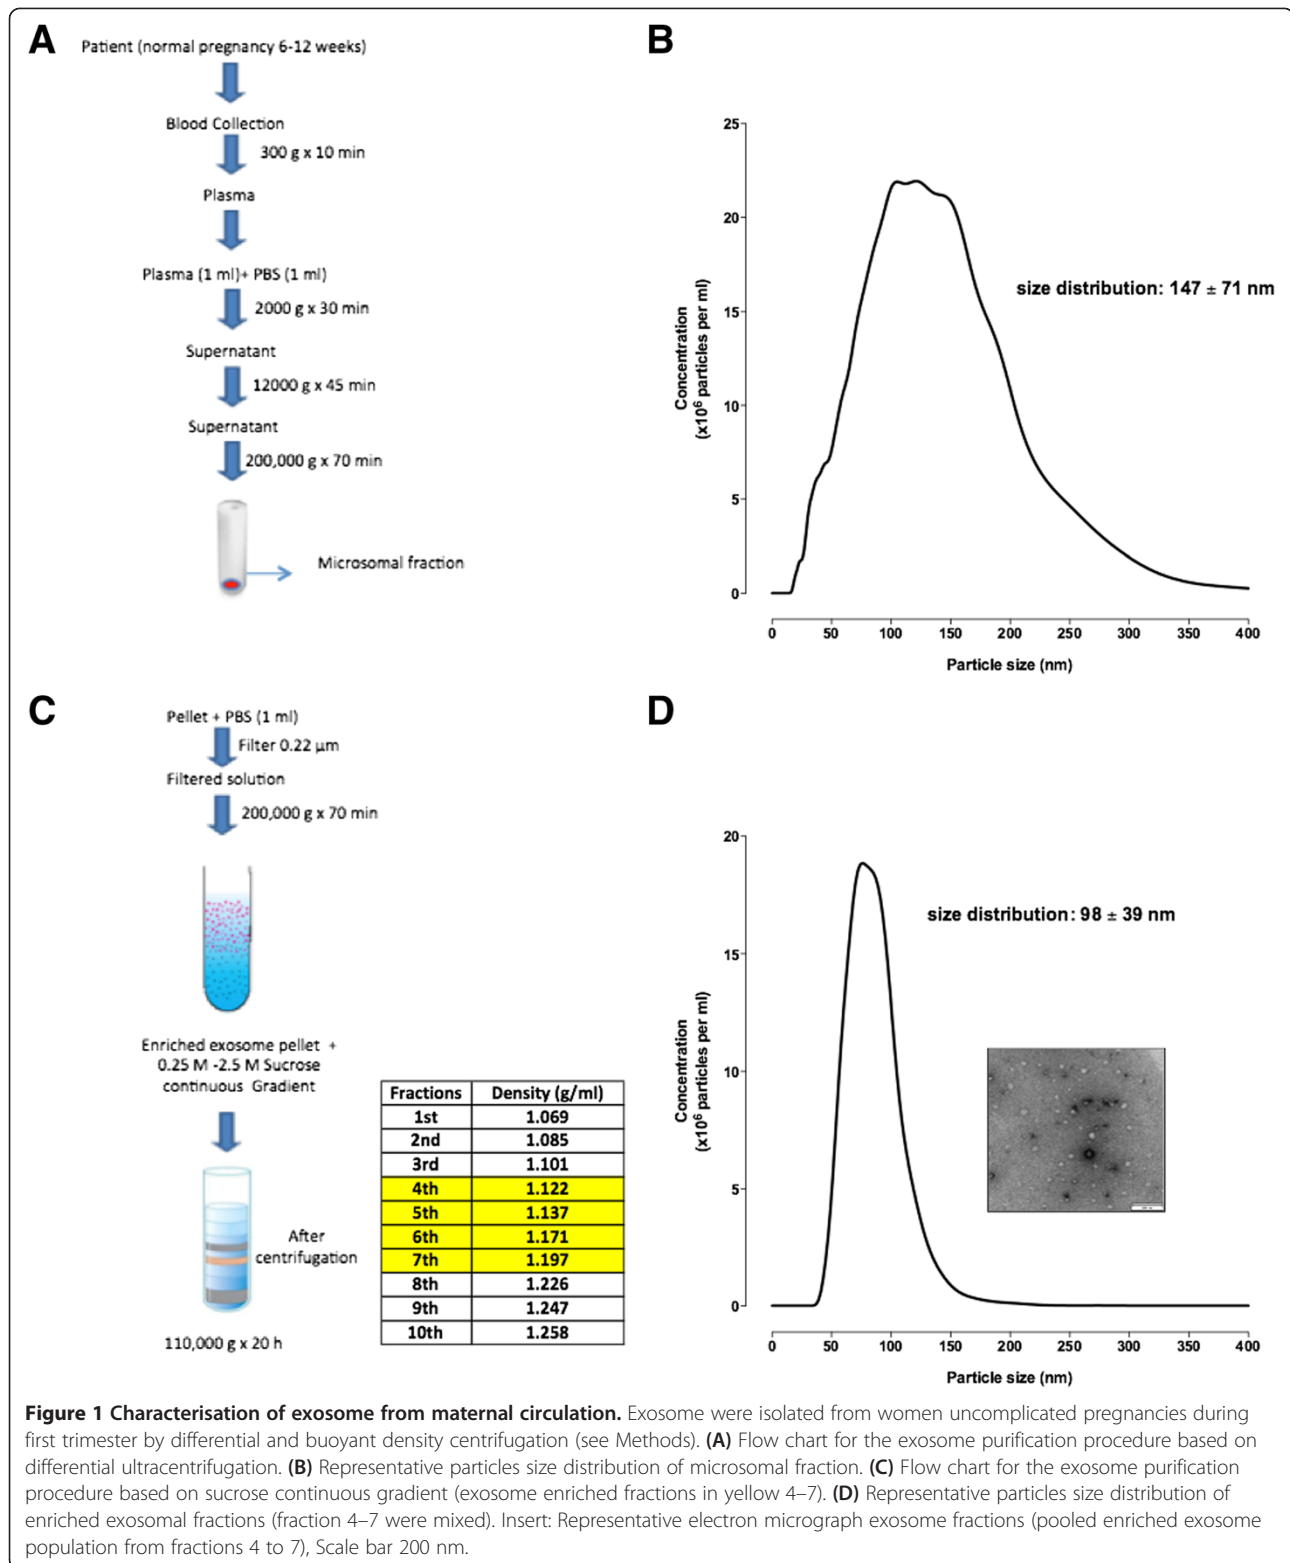 A
Patient (normal pregnancy 6-12 weeks)
Blood Collection
300 g x 10 min
Plasma
Plasma (1 ml)+ PBS (1 ml)
2000 g x 30 min
Supernatant
12000 g x 45 min
Supernatant
200,000 g x 70 min
Microsomal fraction
B
25
20
15
10
5
0
Concentration
(x10⁶ particles per ml)
size distribution: 147 ± 71 nm
0 50 100 150 200 250 300 350 400
Particle size (nm)
C
Pellet + PBS (1 ml)
Filter 0.22 µm
Filtered solution
200,000 g x 70 min
Enriched exosome pellet +
0.25 M -2.5 M Sucrose
continuous Gradient
After
centrifugation
110,000 g x 20 h
Fractions Density (g/ml)
1st 1.069
2nd 1.085
3rd 1.101
4th 1.122
5th 1.137
6th 1.171
7th 1.197
8th 1.226
9th 1.247
10th 1.258
D
20
15
10
5
0
Concentration
(x10⁶ particles per ml)
size distribution: 98 ± 39 nm
0 50 100 150 200 250 300 350 400
Particle size (nm)
Figure 1 Characterisation of exosome from maternal circulation. Exosome were isolated from women uncomplicated pregnancies during
first trimester by differential and buoyant density centrifugation (see Methods). (A) Flow chart for the exosome purification procedure based on
differential ultracentrifugation. (B) Representative particles size distribution of microsomal fraction. (C) Flow chart for the exosome purification
procedure based on sucrose continuous gradient (exosome enriched fractions in yellow 4–7). (D) Representative particles size distribution of
enriched exosomal fractions (fraction 4–7 were mixed). Insert: Representative electron micrograph exosome fractions (pooled enriched exosome
population from fractions 4 to 7), Scale bar 200 nm.